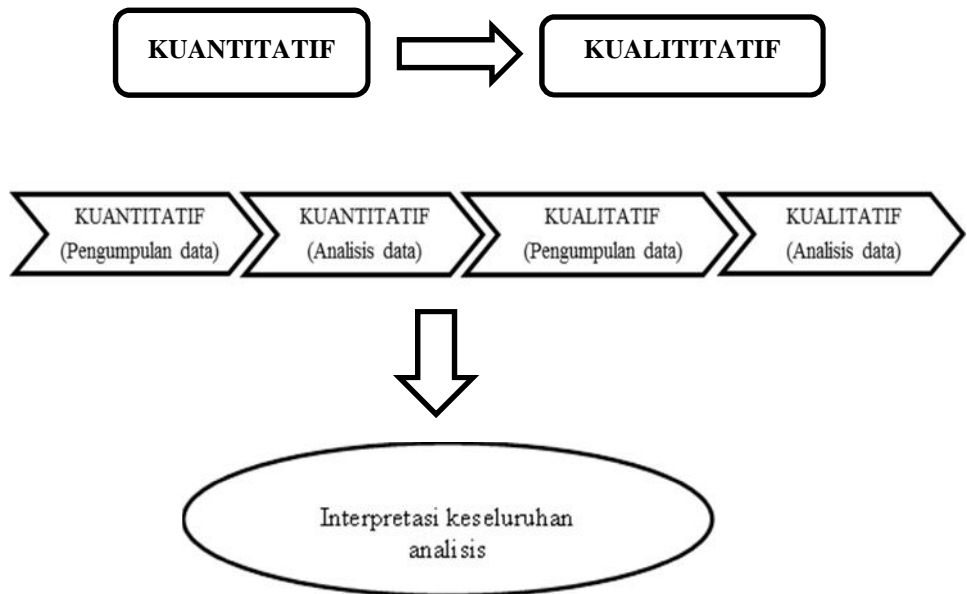 KUANTITATIF
KUALITITATIF
KUANTITATIF
(Pengumpulan data)
KUANTITATIF
(Analisis data)
KUALITATIF
(Pengumpulan data)
KUALITATIF
(Analisis data)
Interpretasi keseluruhan
analisis